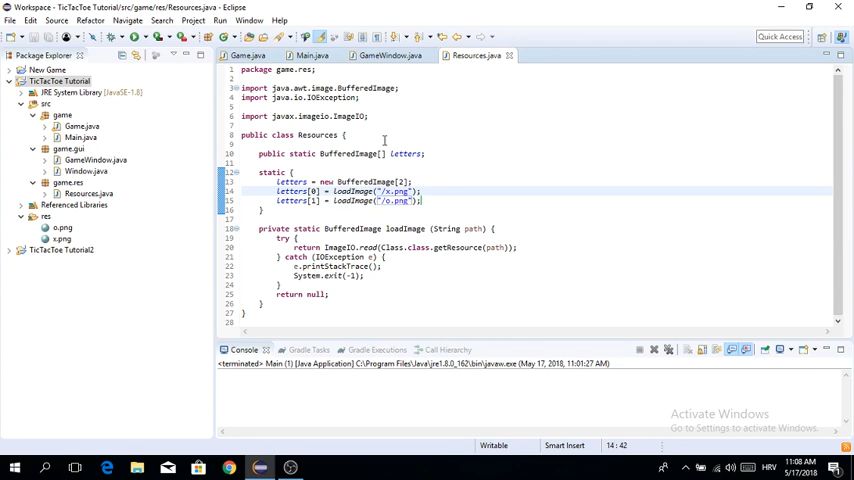 Workspace - TicTacToe Tutorial/src/game/res/Resources.java - Eclipse
File Edit Source Refactor Navigate Search Project Run Window Help
Quick Access
Package Explorer
New Game
TicTacToe Tutorial
JRE System Library [JavaSE-1.8]
src
game
Game.java
Main.java
game.gui
GameWindow.java
Window.java
game.res
Resources.java
Referenced Libraries
res
o.png
x.png
TicTacToe Tutorial2
Game.java Main.java GameWindow.java Resources.java
1 package game.res;
2
3 import java.awt.image.BufferedImage;
4 import java.io.IOException;
5
6 import javax.imageio.ImageIO;
7
8 public class Resources {
9
10 public static BufferedImage[] letters;
11
12 static {
13 letters = new BufferedImage[2];
14 letters[0] = loadImage("/x.png");
15 letters[1] = loadImage("/o.png");
16 }
17
18 private static BufferedImage loadImage (String path) {
19 try {
20 return ImageIO.read(Class.class.getResource(path));
21 } catch (IOException e) {
22 e.printStackTrace();
23 System.exit(-1);
24 }
25 return null;
26 }
27 }
28
Console Gradle Tasks Gradle Executions Call Hierarchy
<terminated> Main (1) [Java Application] C:\Program Files\Java\jre1.8.0_162\bin\javaw.exe (May 17, 2018, 11:01:27 AM)
Activate Windows
Go to Settings to activate Windows.
Writable Smart Insert 14 : 42
HRV
11:08 AM
5/17/2018